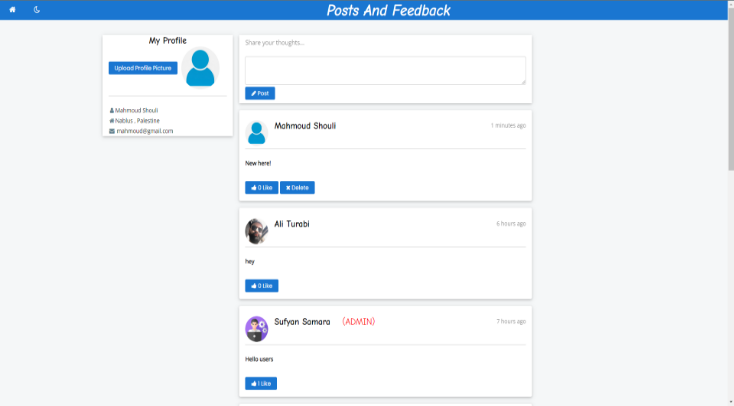 Posts And Feedback
My Profile
Upload Profile Picture
Mahmoud Shouli
Nablus , Palestine
mahmoud@gmail.com
Share your thoughts...
Post
Mahmoud Shouli
1 minutes ago
New here!
0 Like
Delete
Ali Turabi
6 hours ago
hey
0 Like
Sufyan Samara (ADMIN)
7 hours ago
Hello users
1 Like